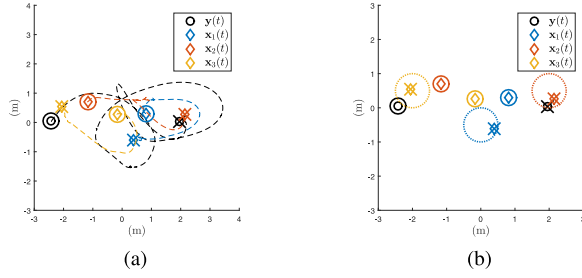 4
y(t)
x₁(t)
x₂(t)
x₃(t)
3
2
1
0
-1
-2
-3
-3 -2 -1 0 1 2 3 4
(m)
(m)
(a)
3
y(t)
x₁(t)
x₂(t)
x₃(t)
2
1
0
-1
-2
-3
-3 -2 -1 0 1 2 3
(m)
(m)
(b)